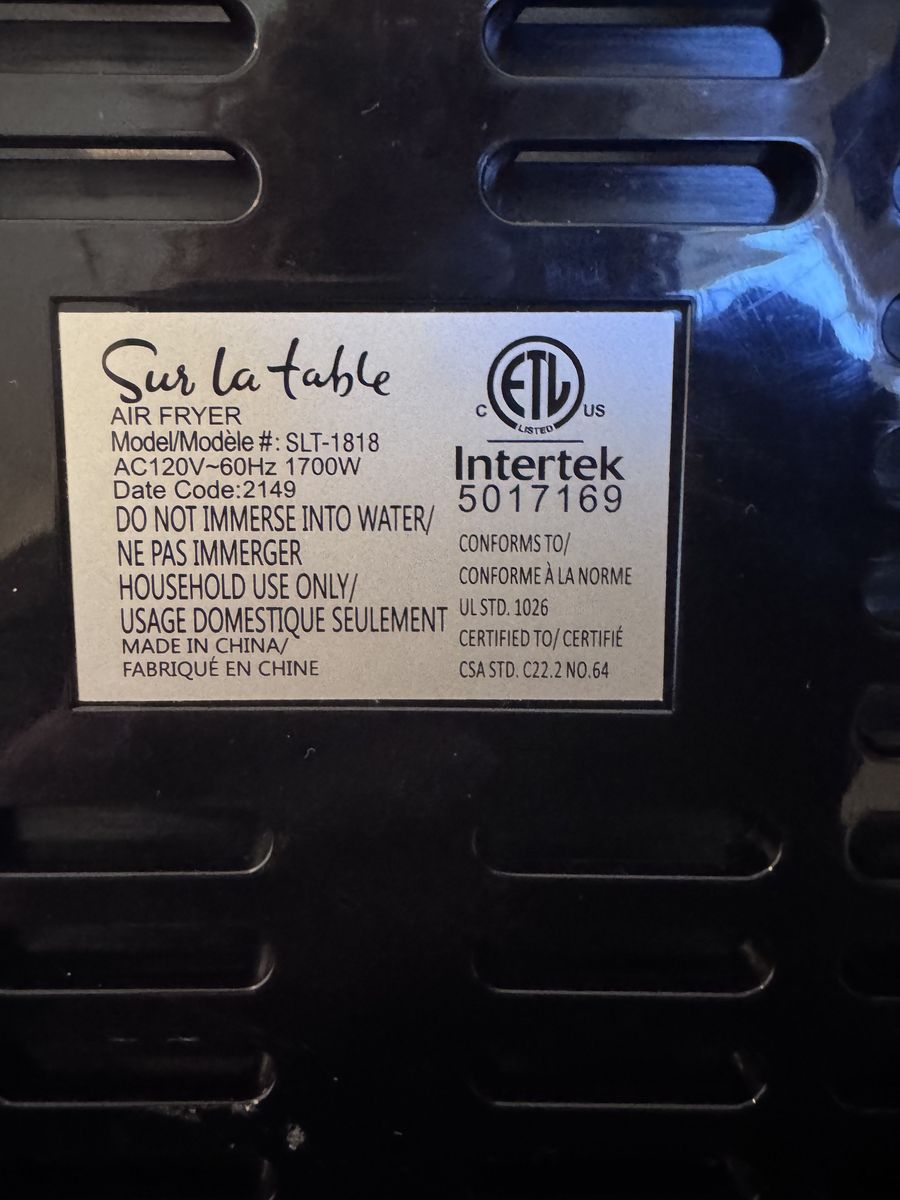 Sur la table
AIR FRYER
Model/Modèle #: SLT-1818
AC120V~60Hz 1700W
Date Code:2149
DO NOT IMMERSE INTO WATER/
NE PAS IMMERGER
HOUSEHOLD USE ONLY/
USAGE DOMESTIQUE SEULEMENT
MADE IN CHINA/
FABRIQUÉ EN CHINE
ETL
C US
LISTED
Intertek
5017169
CONFORMS TO/
CONFORME À LA NORME
UL STD. 1026
CERTIFIED TO/ CERTIFIÉ
CSA STD. C22.2 NO.64